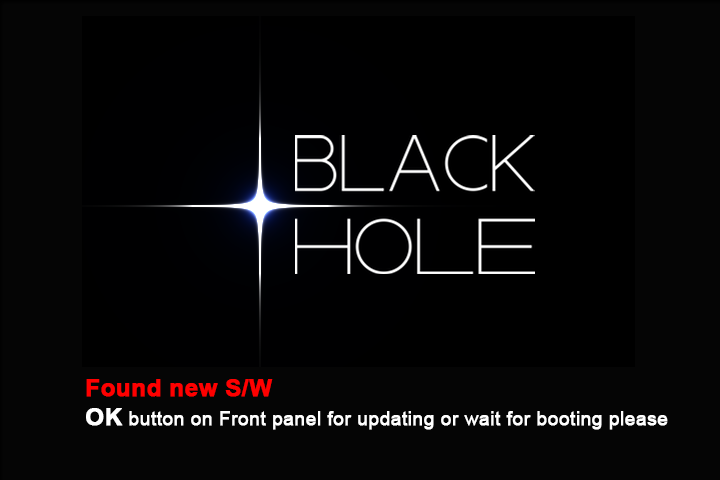 BLACK
HOLE
Found new S/W
OK button on Front panel for updating or wait for booting please